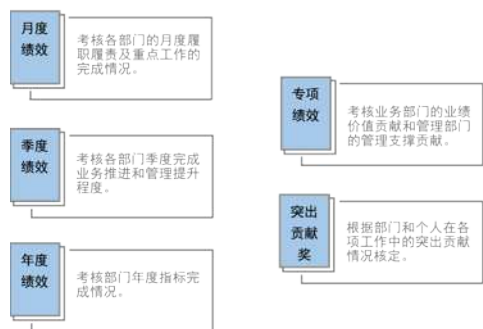 月度
绩效
考核各部门的月度履
职履责及重点工作的
完成情况。
季度
绩效
考核各部门季度完成
业务推进和管理提升
程度。
年度
绩效
考核部门年度指标完
成情况。
专项
绩效
考核业务部门的业绩
价值贡献和管理部门
的管理支撑贡献。
突出
贡献
奖
根据部门和个人在各
项工作中的突出贡献
情况核定。